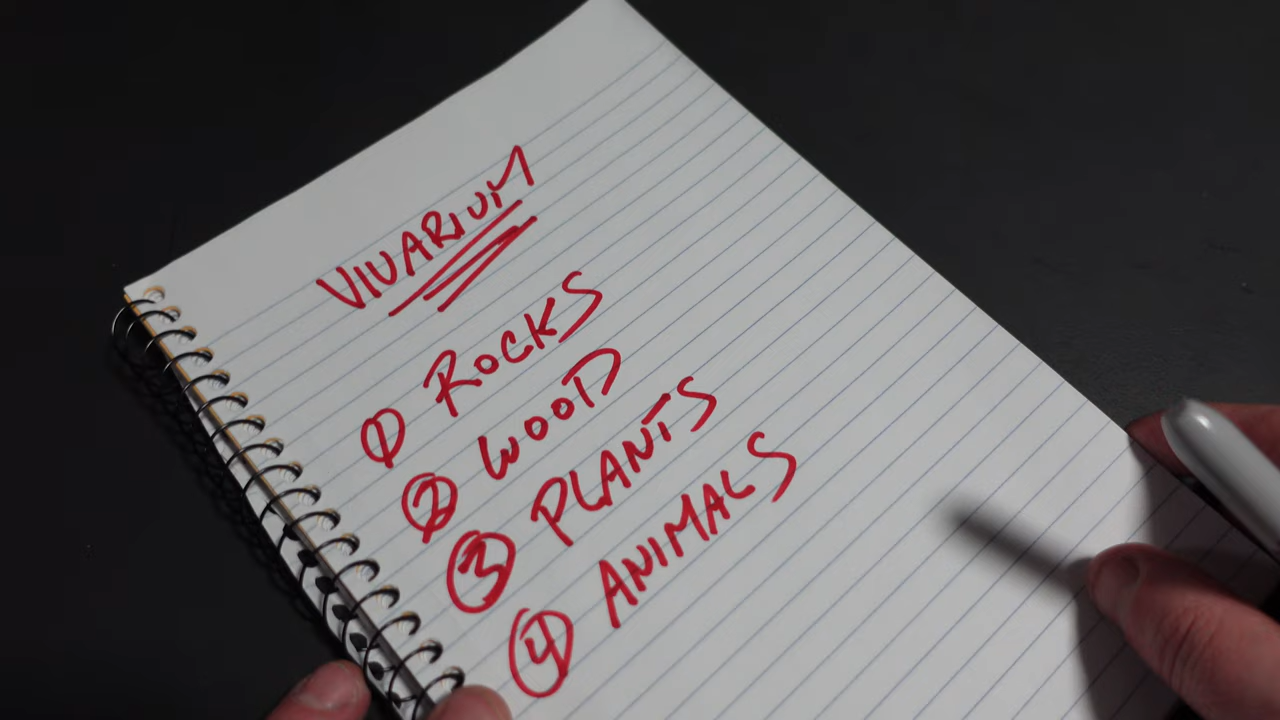 VIVARIUM
① ROCKS
② WOOD
③ PLANTS
④ ANIMALS